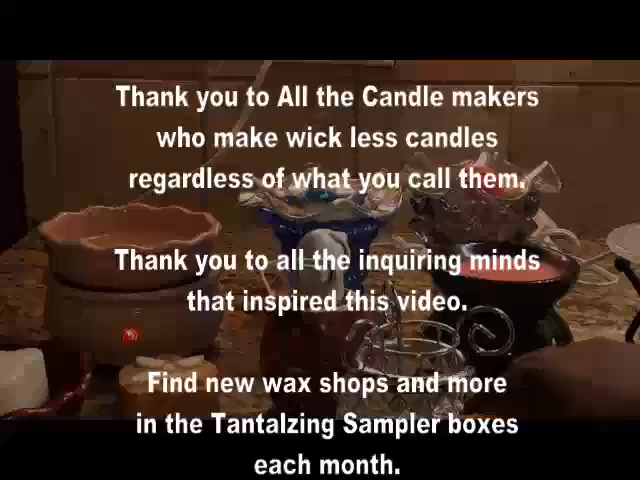 Thank you to All the Candle makers
who make wick less candles
regardless of what you call them.
Thank you to all the inquiring minds
that inspired this video.
Find new wax shops and more
in the Tantalzing Sampler boxes
each month.